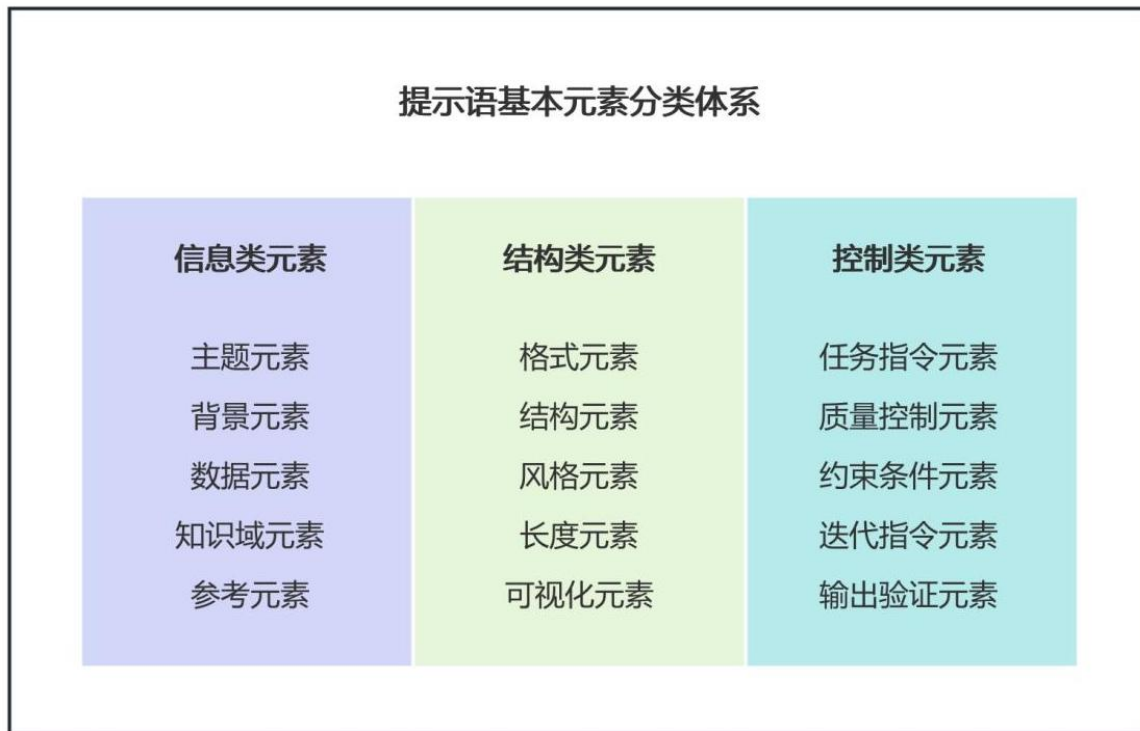 提示语基本元素分类体系
信息类元素
主题元素
背景元素
数据元素
知识域元素
参考元素
结构类元素
格式元素
结构元素
风格元素
长度元素
可视化元素
控制类元素
任务指令元素
质量控制元素
约束条件元素
迭代指令元素
输出验证元素